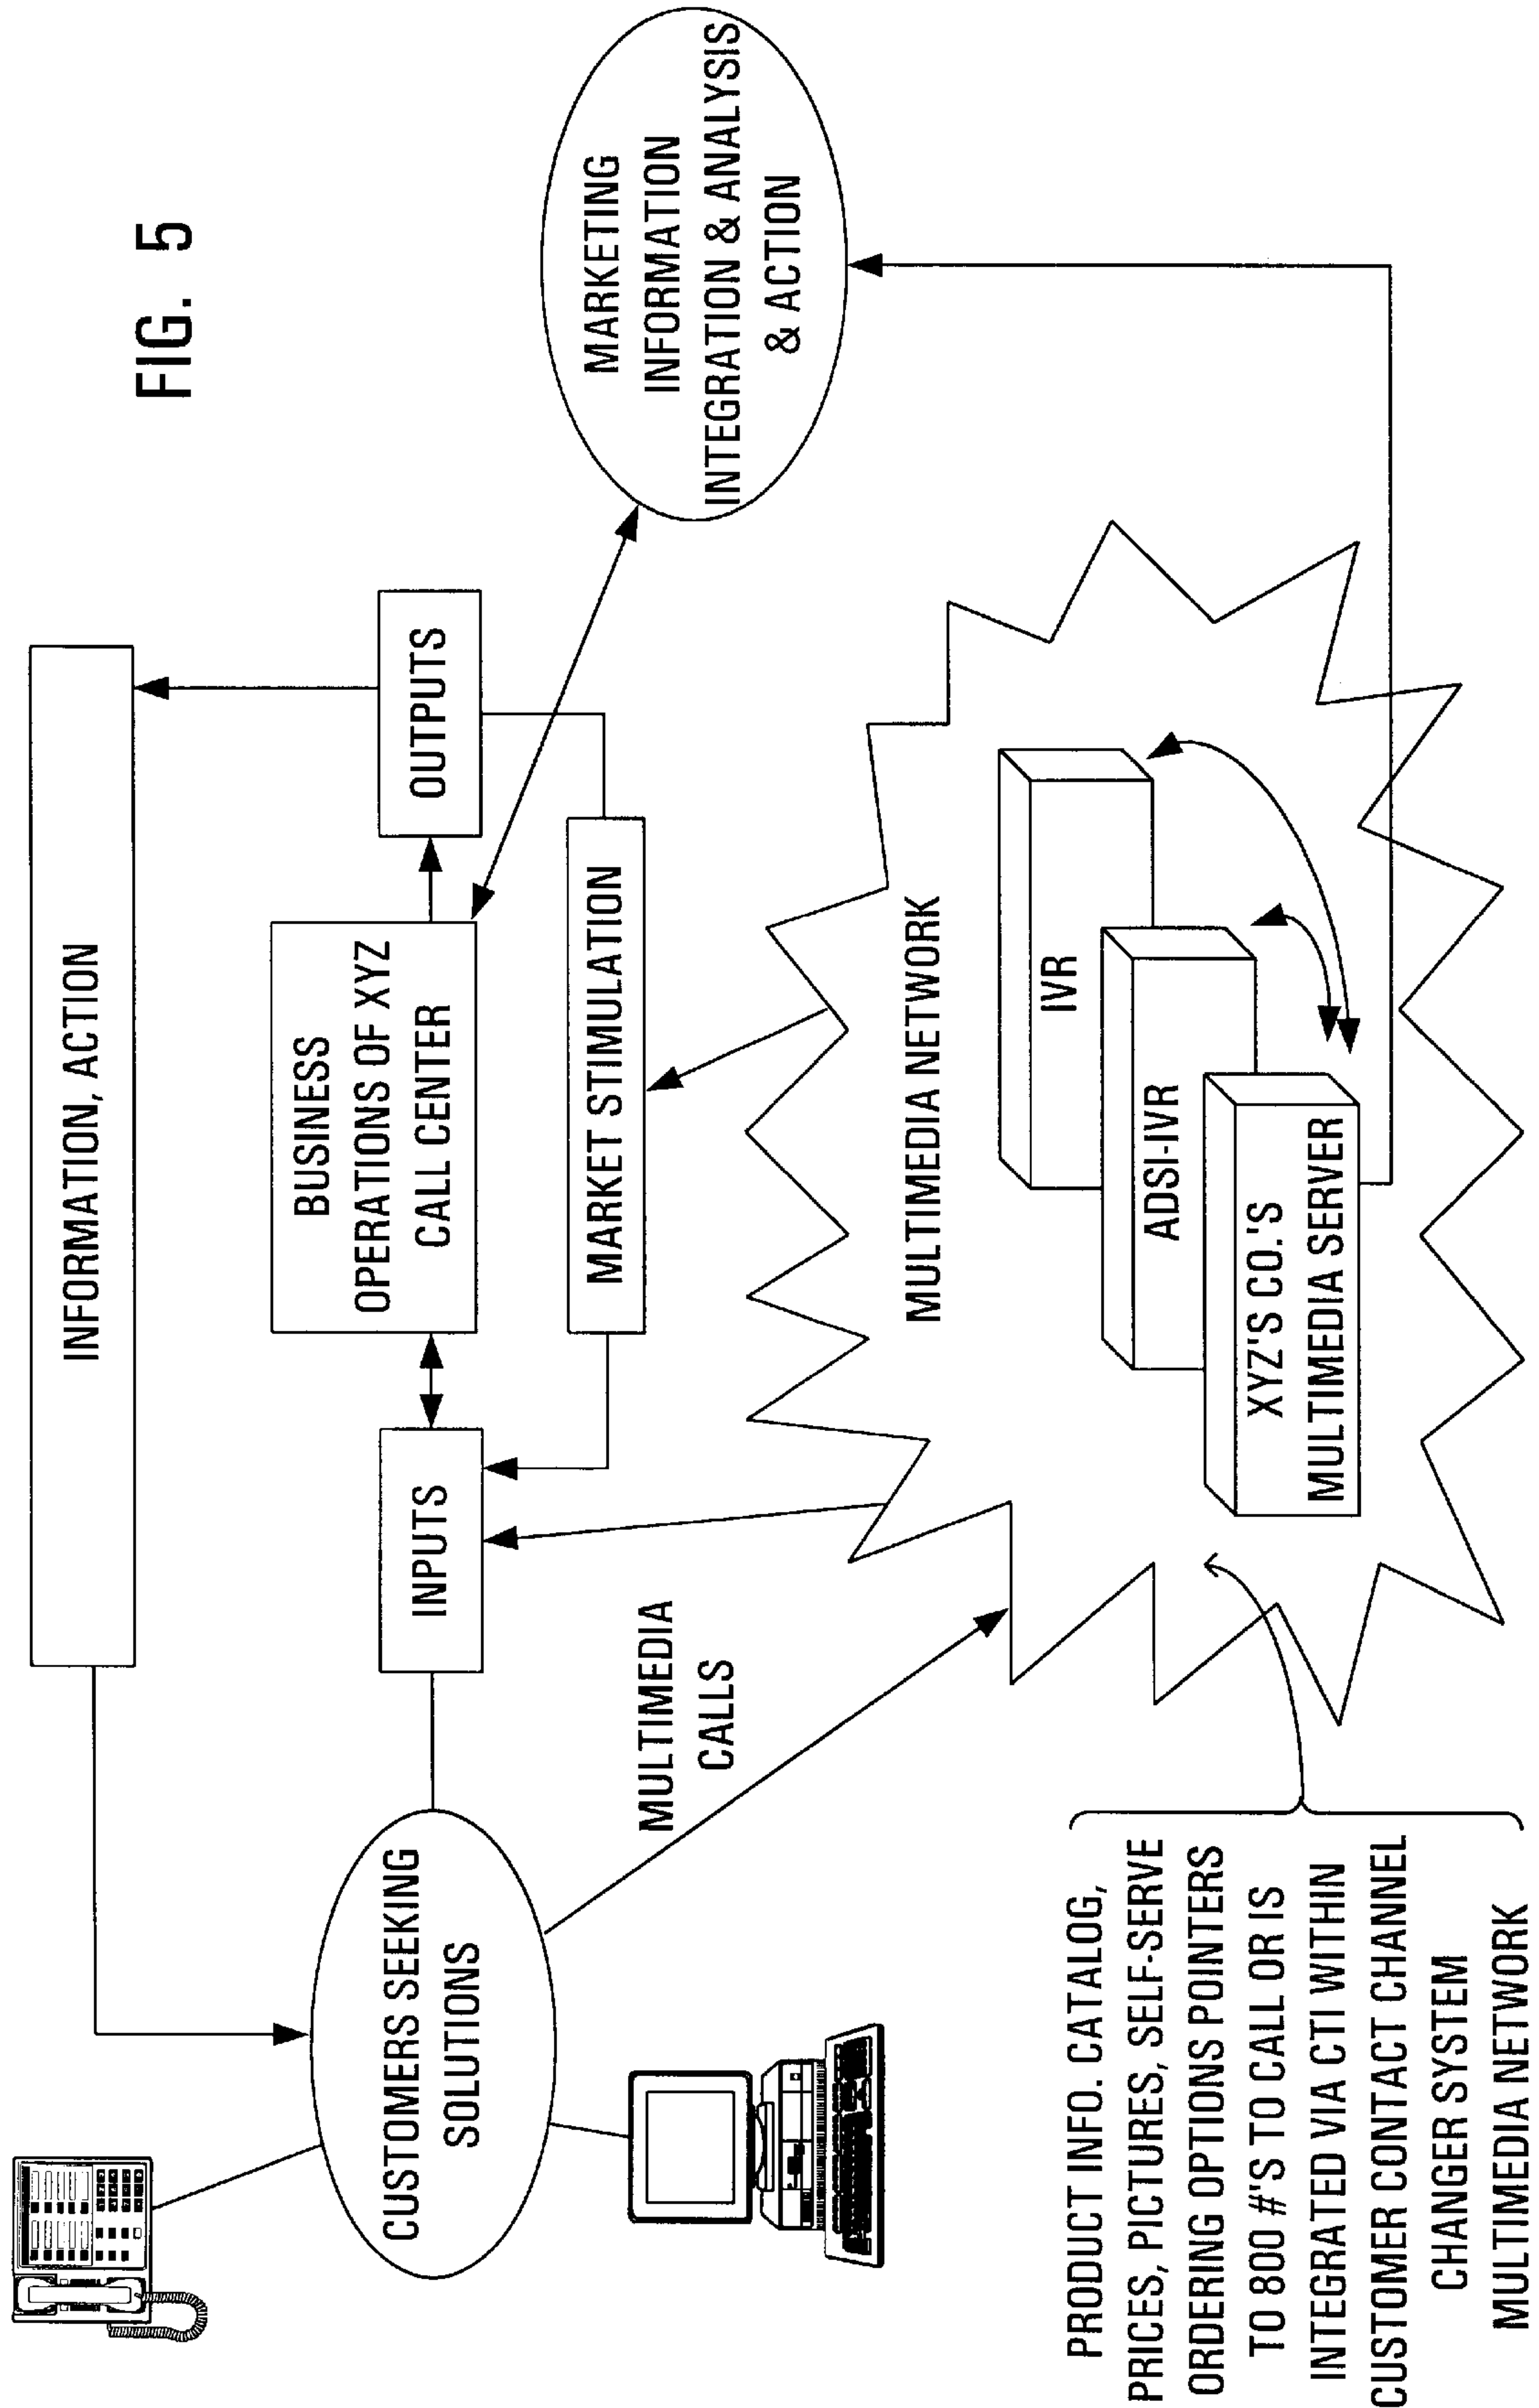 FIG. 5
INFORMATION, ACTION
BUSINESS
OPERATIONS OF XYZ
CALL CENTER
INPUTS
OUTPUTS
MARKET STIMULATION
CUSTOMERS SEEKING
SOLUTIONS
MULTIMEDIA
CALLS
MARKETING
INFORMATION
INTEGRATION & ANALYSIS
& ACTION
MULTIMEDIA NETWORK
IVR
ADSI-IVR
XYZ'S CO.'S
MULTIMEDIA SERVER
PRODUCT INFO. CATALOG,
PRICES, PICTURES, SELF-SERVE
ORDERING OPTIONS POINTERS
TO 800 #'S TO CALL OR IS
INTEGRATED VIA CTI WITHIN
CUSTOMER CONTACT CHANNEL
CHANGER SYSTEM
MULTIMEDIA NETWORK